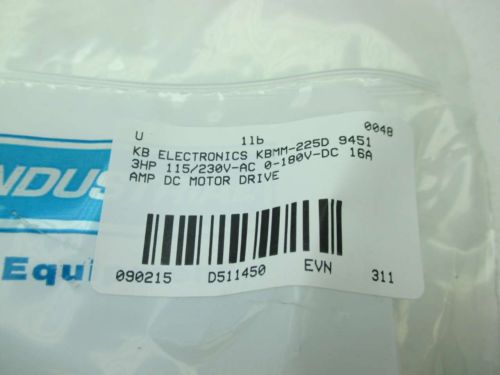 U 1lb 0048
KB ELECTRONICS KBMM-225D 9451
3HP 115/230V-AC 0-180V-DC 16A
AMP DC MOTOR DRIVE
090215 D511450 EVN 311
NDUS
Equi